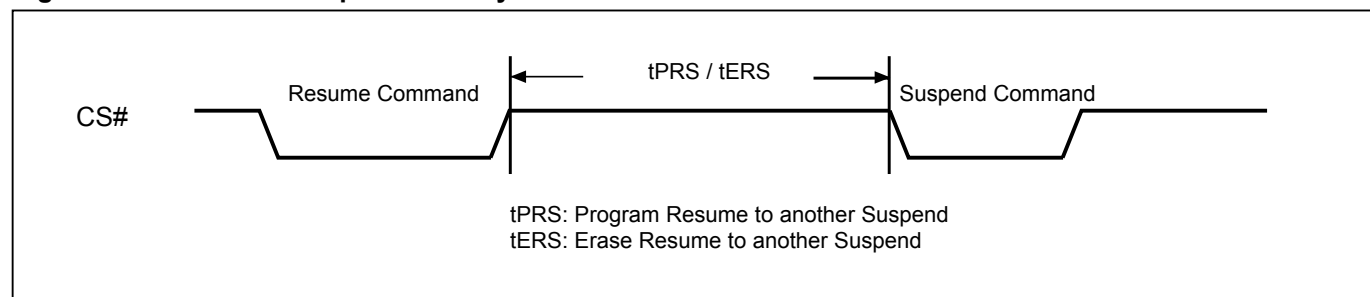 tPRS / tERS
Resume Command
Suspend Command
CS#
tPRS: Program Resume to another Suspend
tERS: Erase Resume to another Suspend